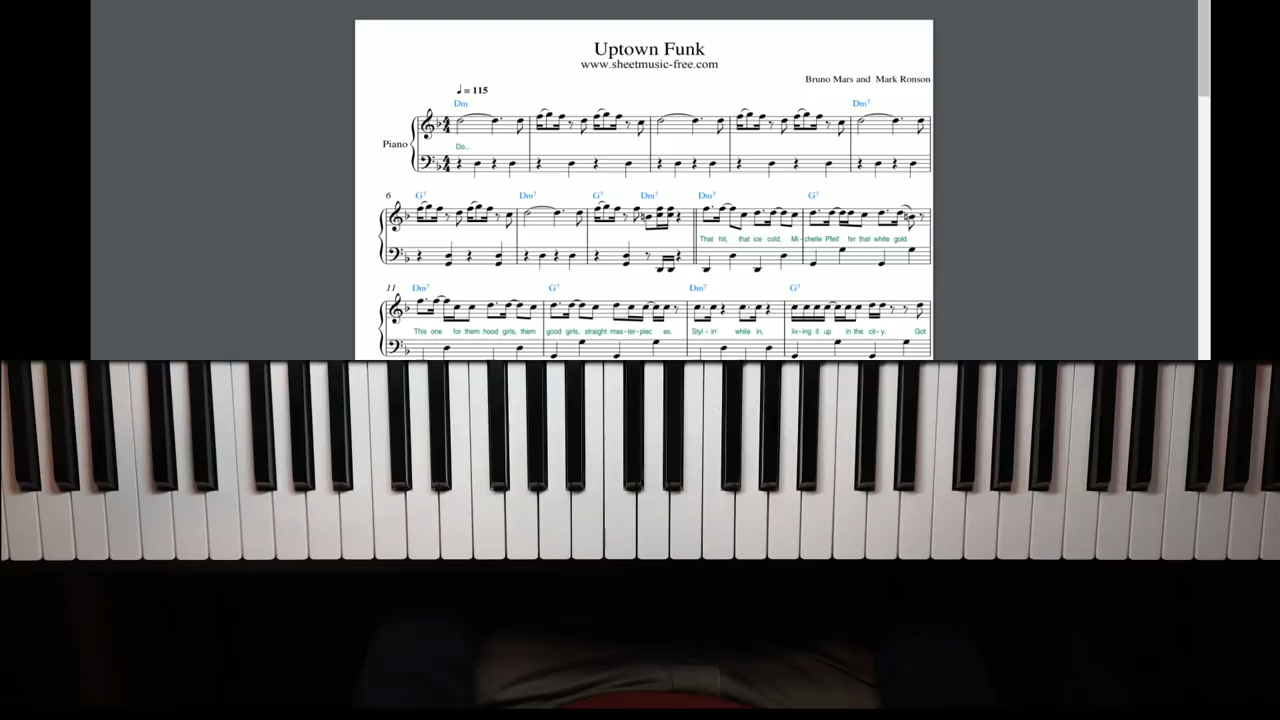 Uptown Funk
www.sheetmusic-free.com
Bruno Mars and Mark Ronson
= 115
Dm Dm7
Piano
Do...
6 G7 Dm7 G7 Dm7 Dm7 G7
That hit, that ice cold, Mi-chelle Pfeif fer that white gold.
11 Dm7 G7 Dm7 G7
This one for them hood girls, them good girls, straight mas-ter-piec es. Styl-in' while in, liv-ing it up in the cit-y. Got